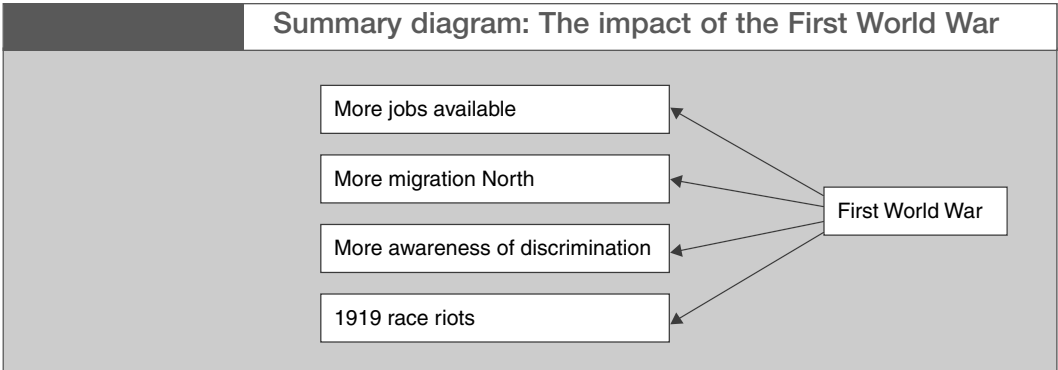 Summary diagram: The impact of the First World War
More jobs available
More migration North
More awareness of discrimination
1919 race riots
First World War